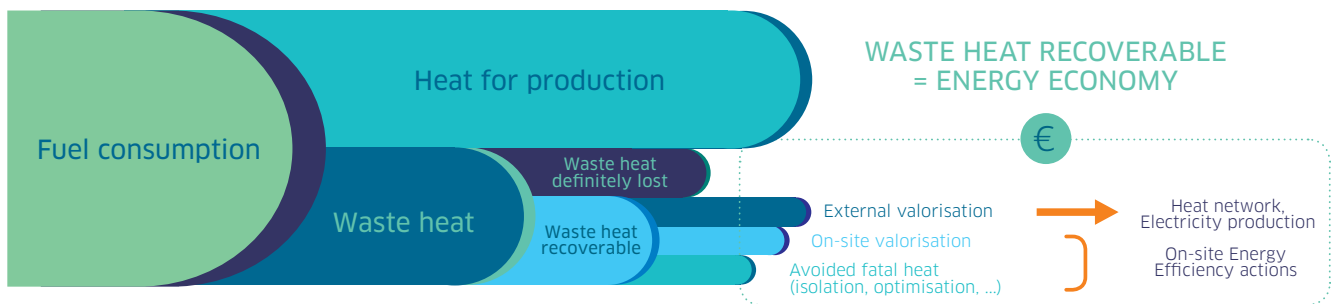 Fuel consumption
Heat for production
Waste heat
Waste heat
definitely lost
Waste heat
recoverable
WASTE HEAT RECOVERABLE
= ENERGY ECONOMY
€
External valorisation
On-site valorisation
Avoided fatal heat
(isolation, optimisation, ...)
Heat network,
Electricity production
On-site Energy
Efficiency actions